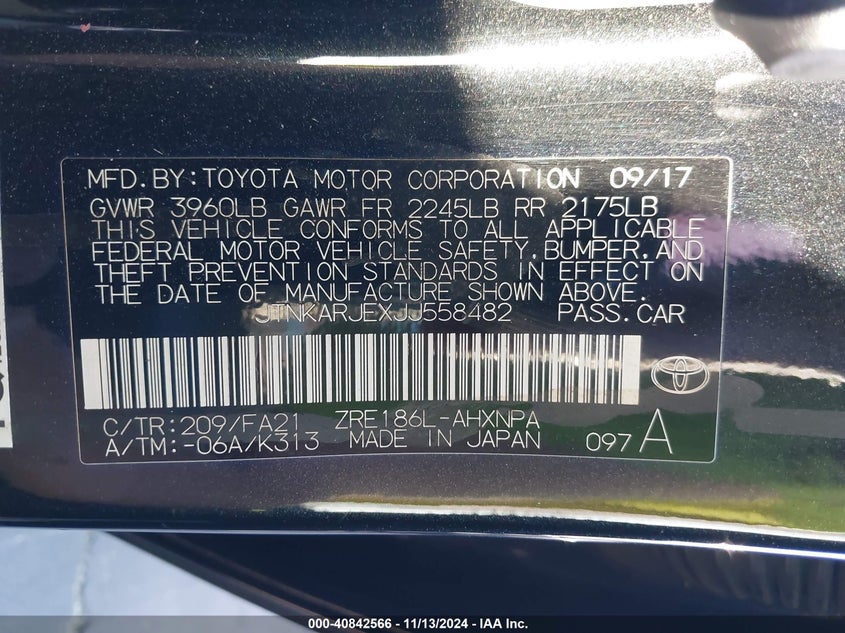 MFD.BY:TOYOTA MOTOR CORPORATION 09/17
GVWR 3960LB GAWR FR 2245LB RR 2175LB
THIS VEHICLE CONFORMS TO ALL APPLICABLE
FEDERAL MOTOR VEHICLE SAFETY,BUMPER,AND
THEFT PREVENTION STANDARDS IN EFFECT ON
THE DATE OF MANUFACTURE SHOWN ABOVE.
JTNKARJEXJJ558482 PASS.CAR
C/TR:209/FA21 ZRE186L-AHXNPA
A/TM:-06A/K313 MADE IN JAPAN 097 A
000-40842566 - 11/13/2024 - IAA Inc.